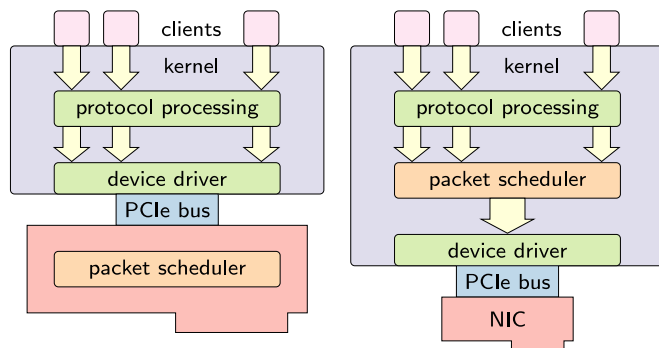 clients
kernel
protocol processing
device driver
PCIe bus
packet scheduler
clients
kernel
protocol processing
packet scheduler
device driver
PCIe bus
NIC